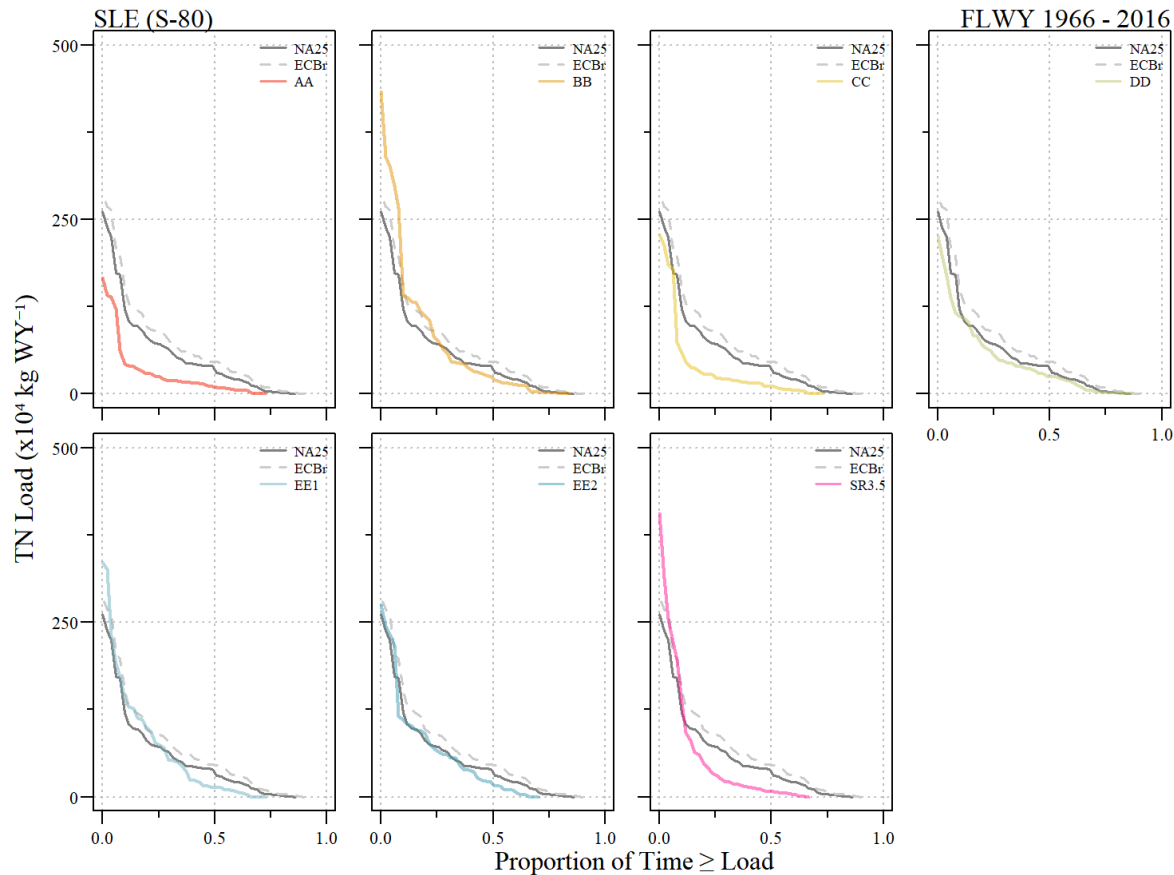 SLE (S-80)
FLWY 1966 - 2016
TN Load (x10⁴ kg WY⁻¹)
500
250
0
NA25
ECBr
AA
NA25
ECBr
BB
NA25
ECBr
CC
NA25
ECBr
DD
0.0 0.5 1.0
500
250
0
NA25
ECBr
EE1
NA25
ECBr
EE2
NA25
ECBr
SR3.5
0.0 0.5 1.0
0.0 0.5 1.0
0.0 0.5 1.0
Proportion of Time ≥ Load